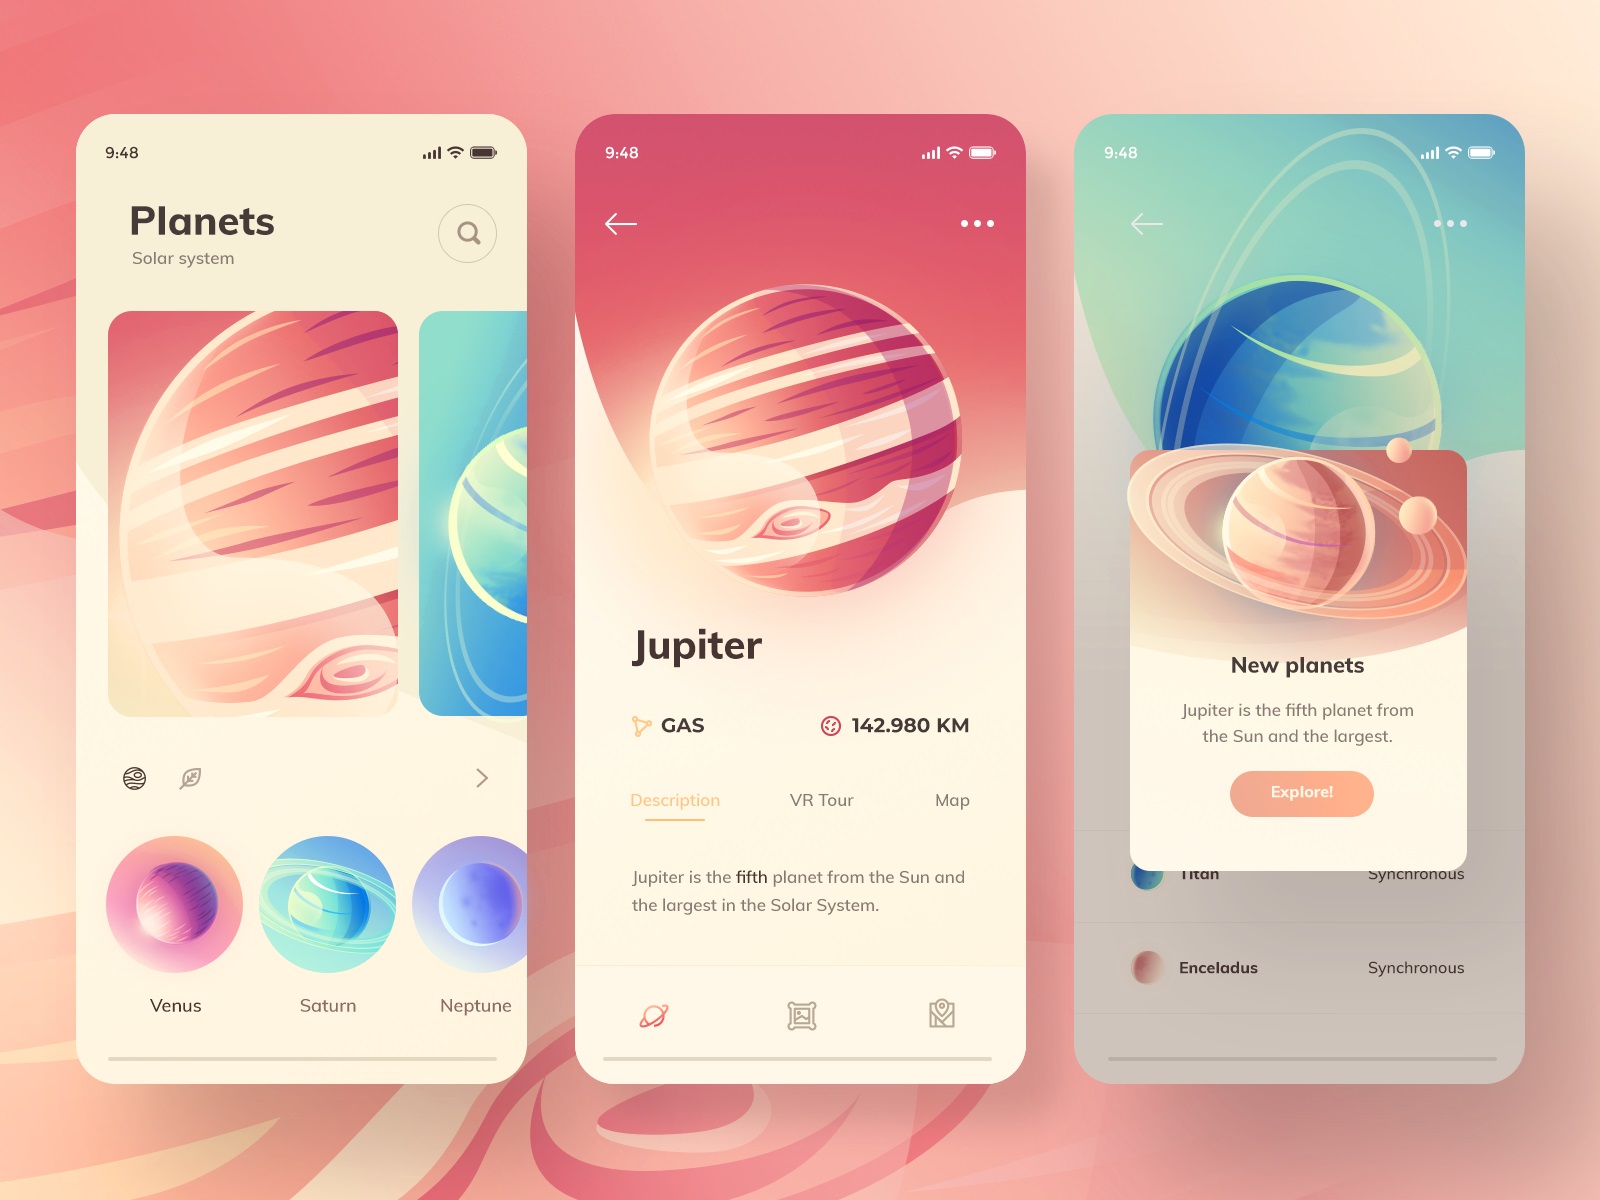 9:48
Planets
Solar system
Venus
Saturn
Neptune
9:48
Jupiter
GAS
142.980 KM
Description
VR Tour
Map
Jupiter is the fifth planet from the Sun and
the largest in the Solar System.
9:48
New planets
Jupiter is the fifth planet from
the Sun and the largest.
Explore!
Titan
Synchronous
Enceladus
Synchronous